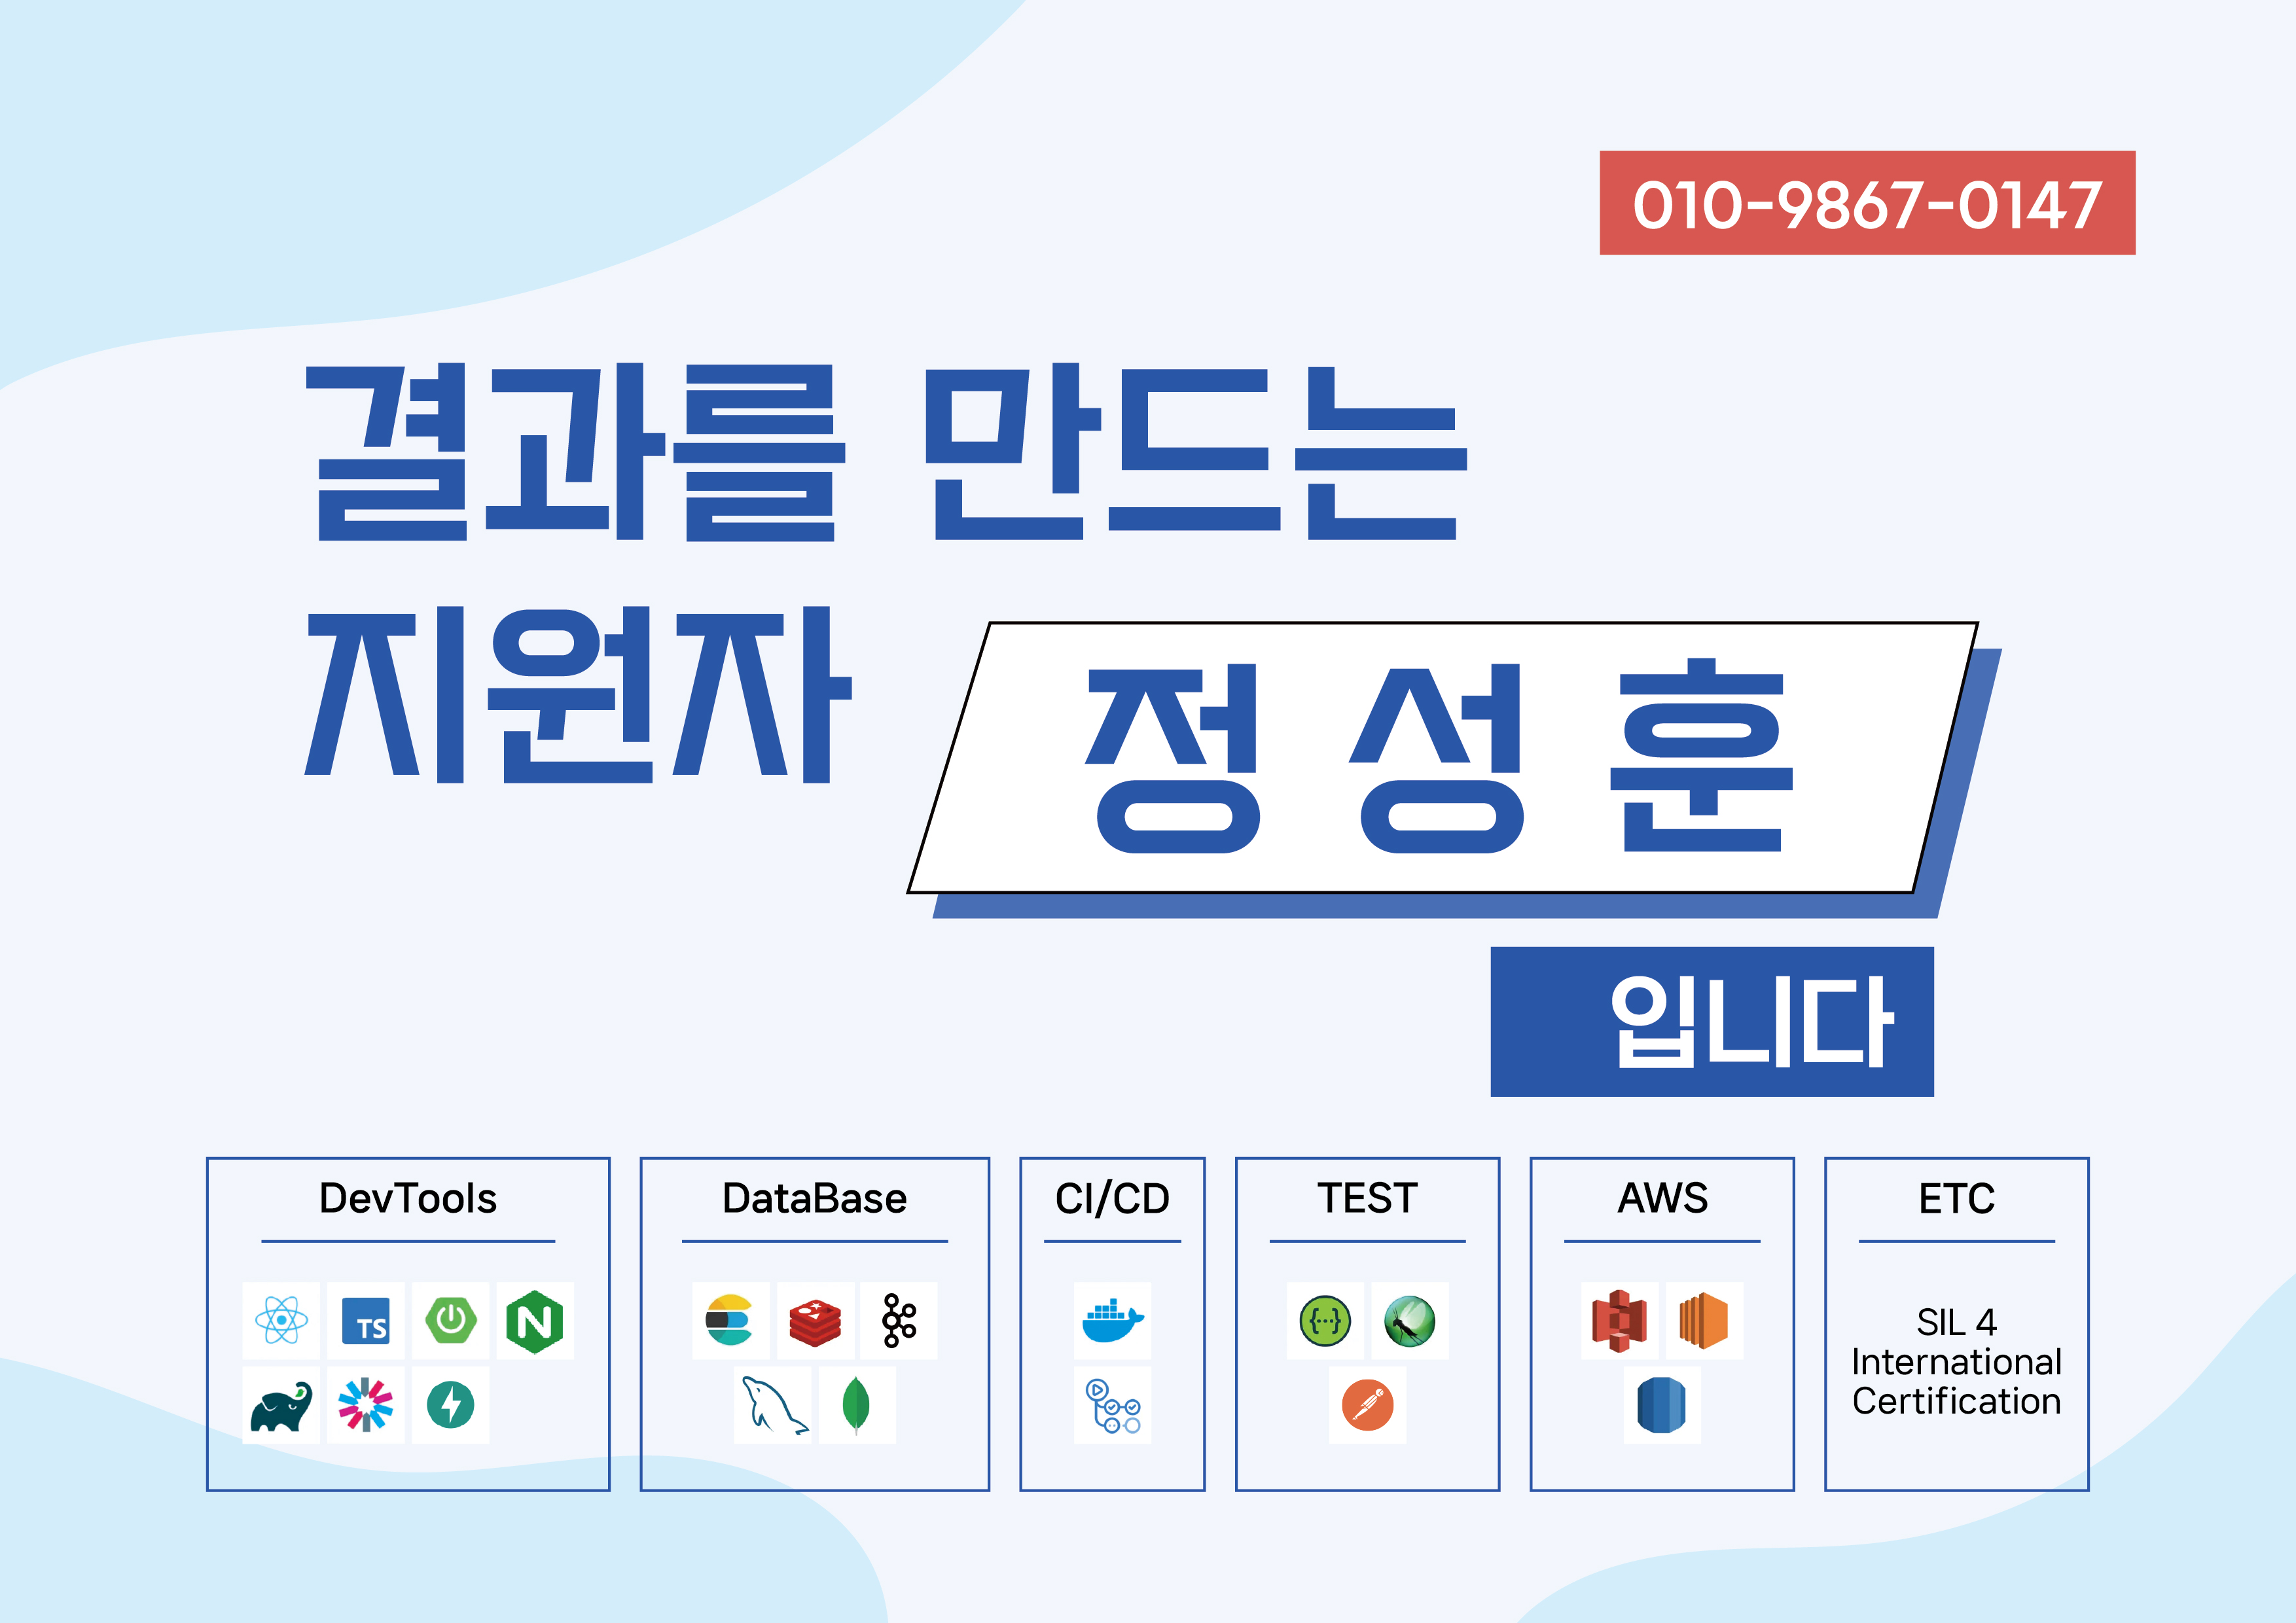 010-9867-0147
결과를 만드는
지원자
정성훈
입니다
DevTools
DataBase
CI/CD
TEST
AWS
ETC
TS
N
{...}
SIL 4
International
Certification